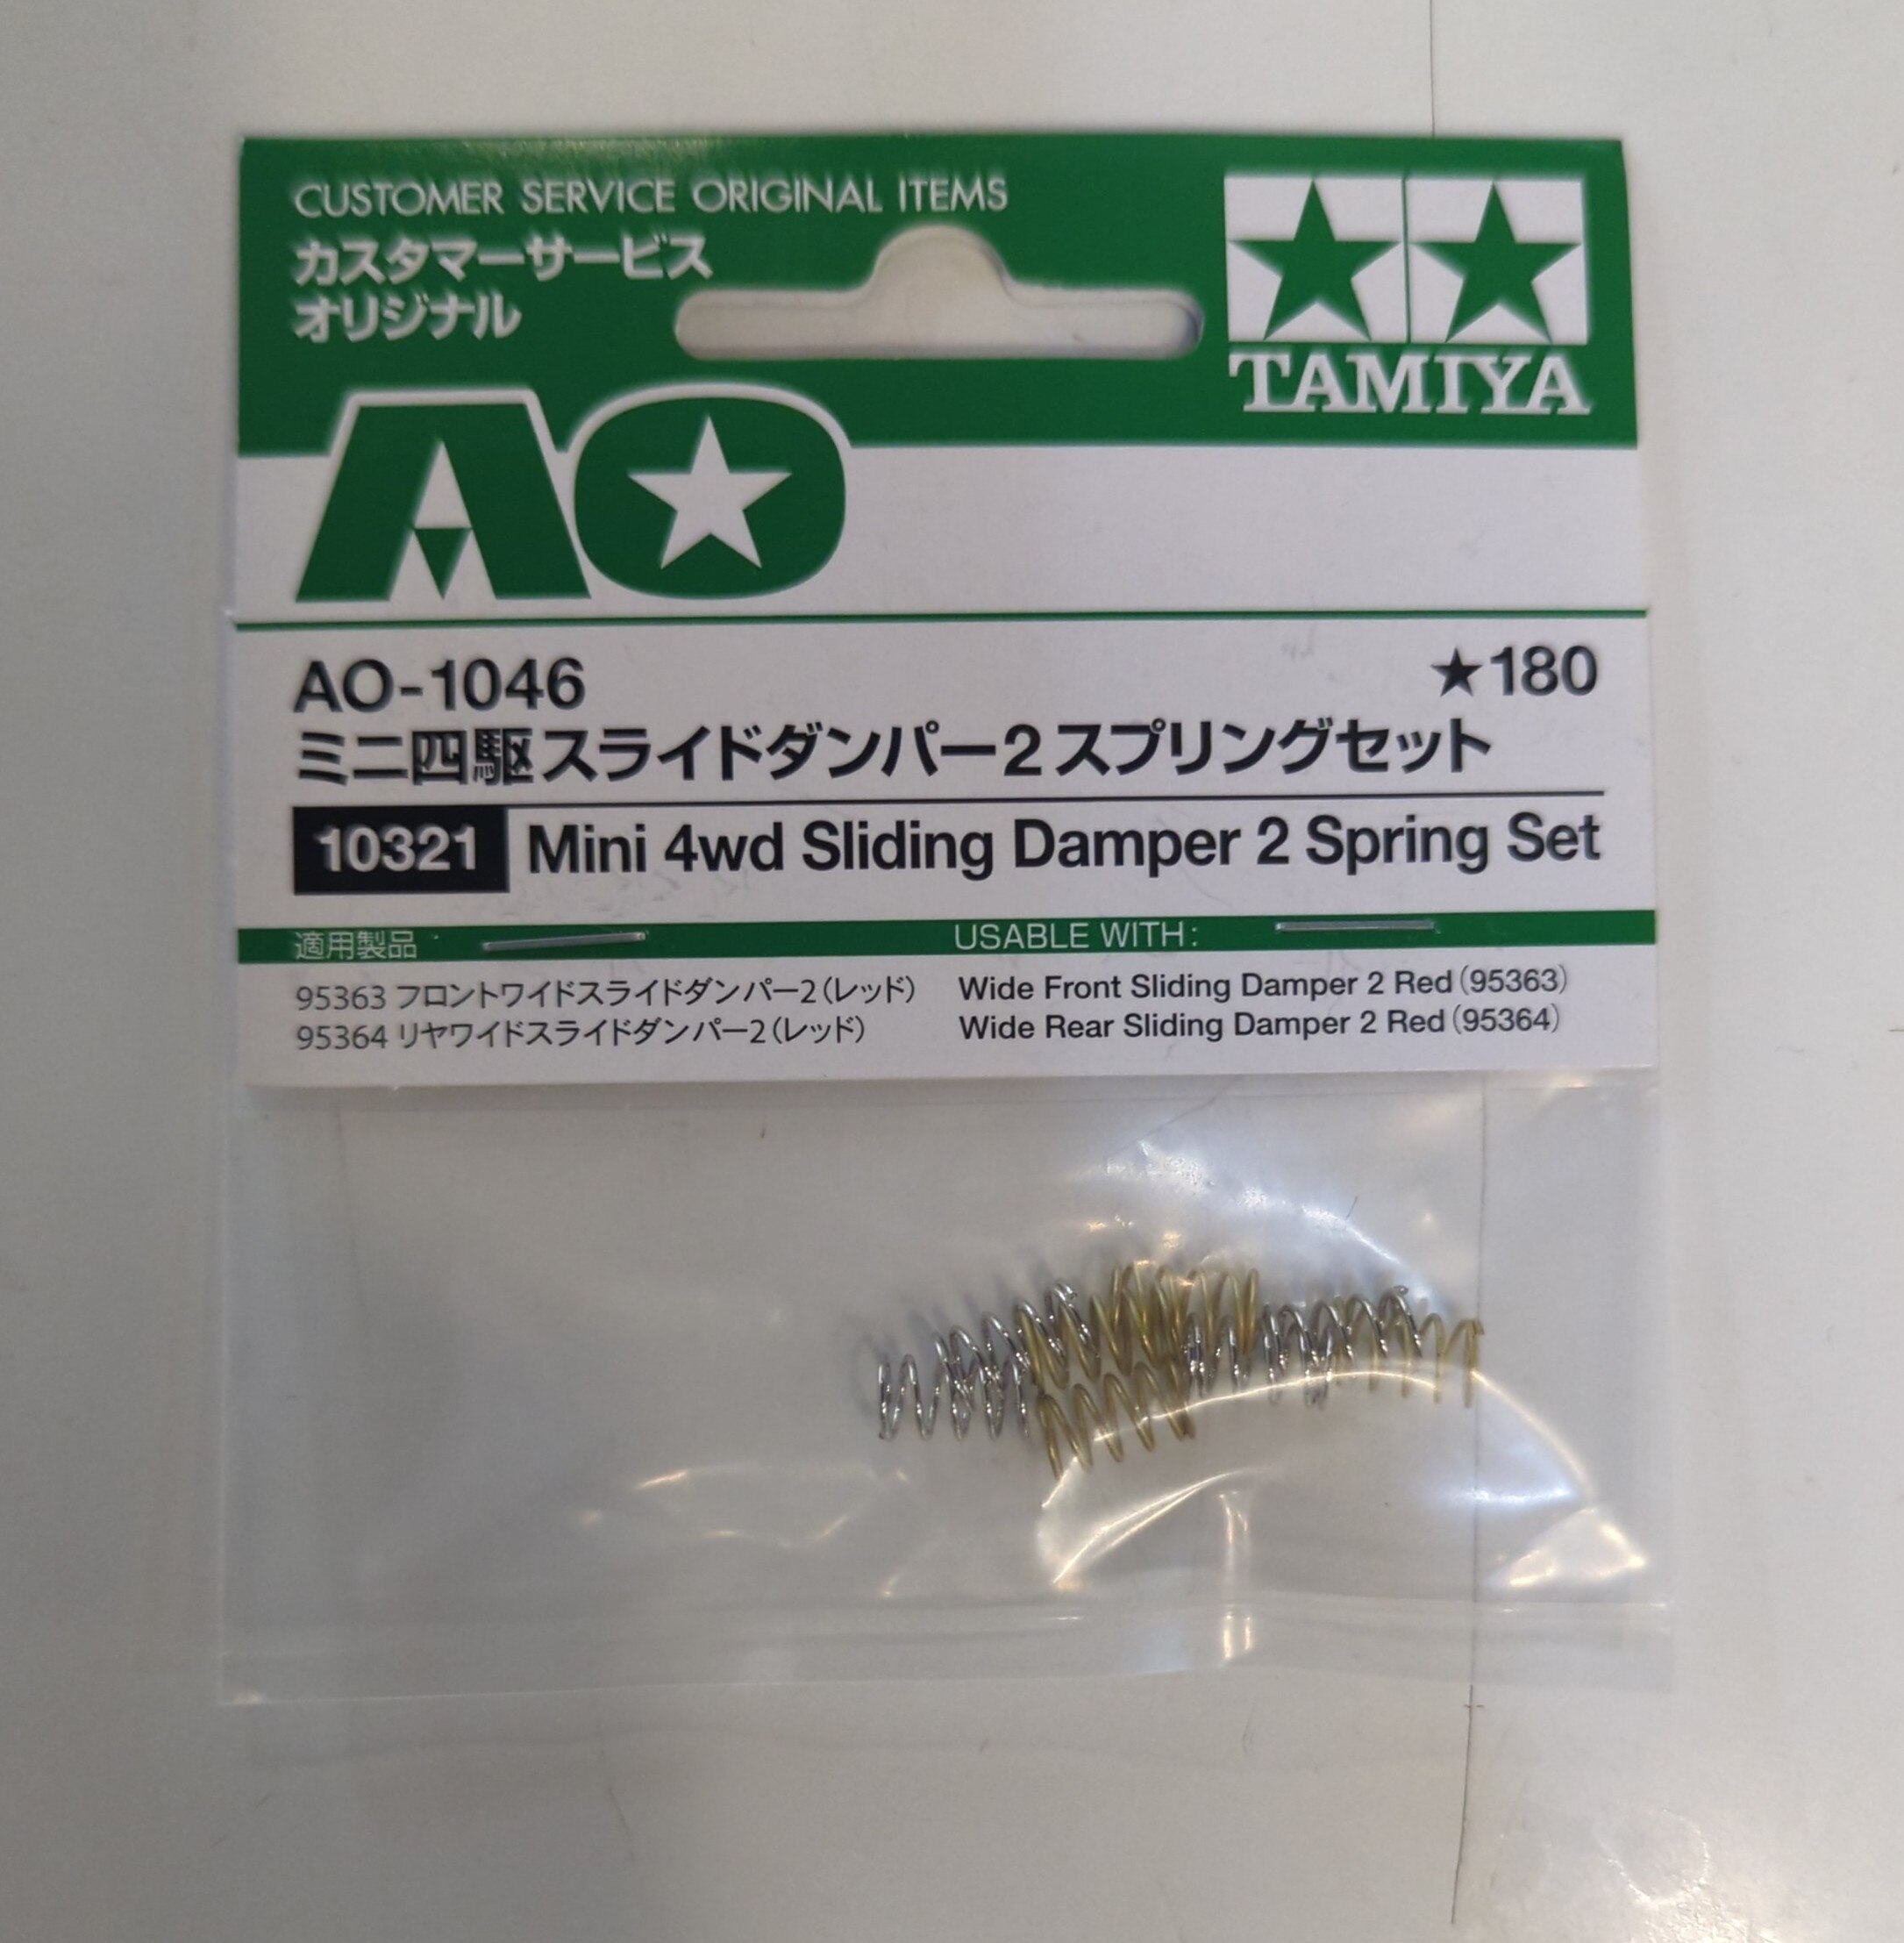 CUSTOMER SERVICE ORIGINAL ITEMS
カスタマーサービス
オリジナル
TAMIYA
AO
AO-1046
★180
ミニ四駆スライドダンパー2スプリングセット
10321 Mini 4wd Sliding Damper 2 Spring Set
適用製品
USABLE WITH:
95363 フロントワイドスライドダンパー2(レッド)
Wide Front Sliding Damper 2 Red (95363)
95364 リヤワイドスライドダンパー2(レッド)
Wide Rear Sliding Damper 2 Red (95364)